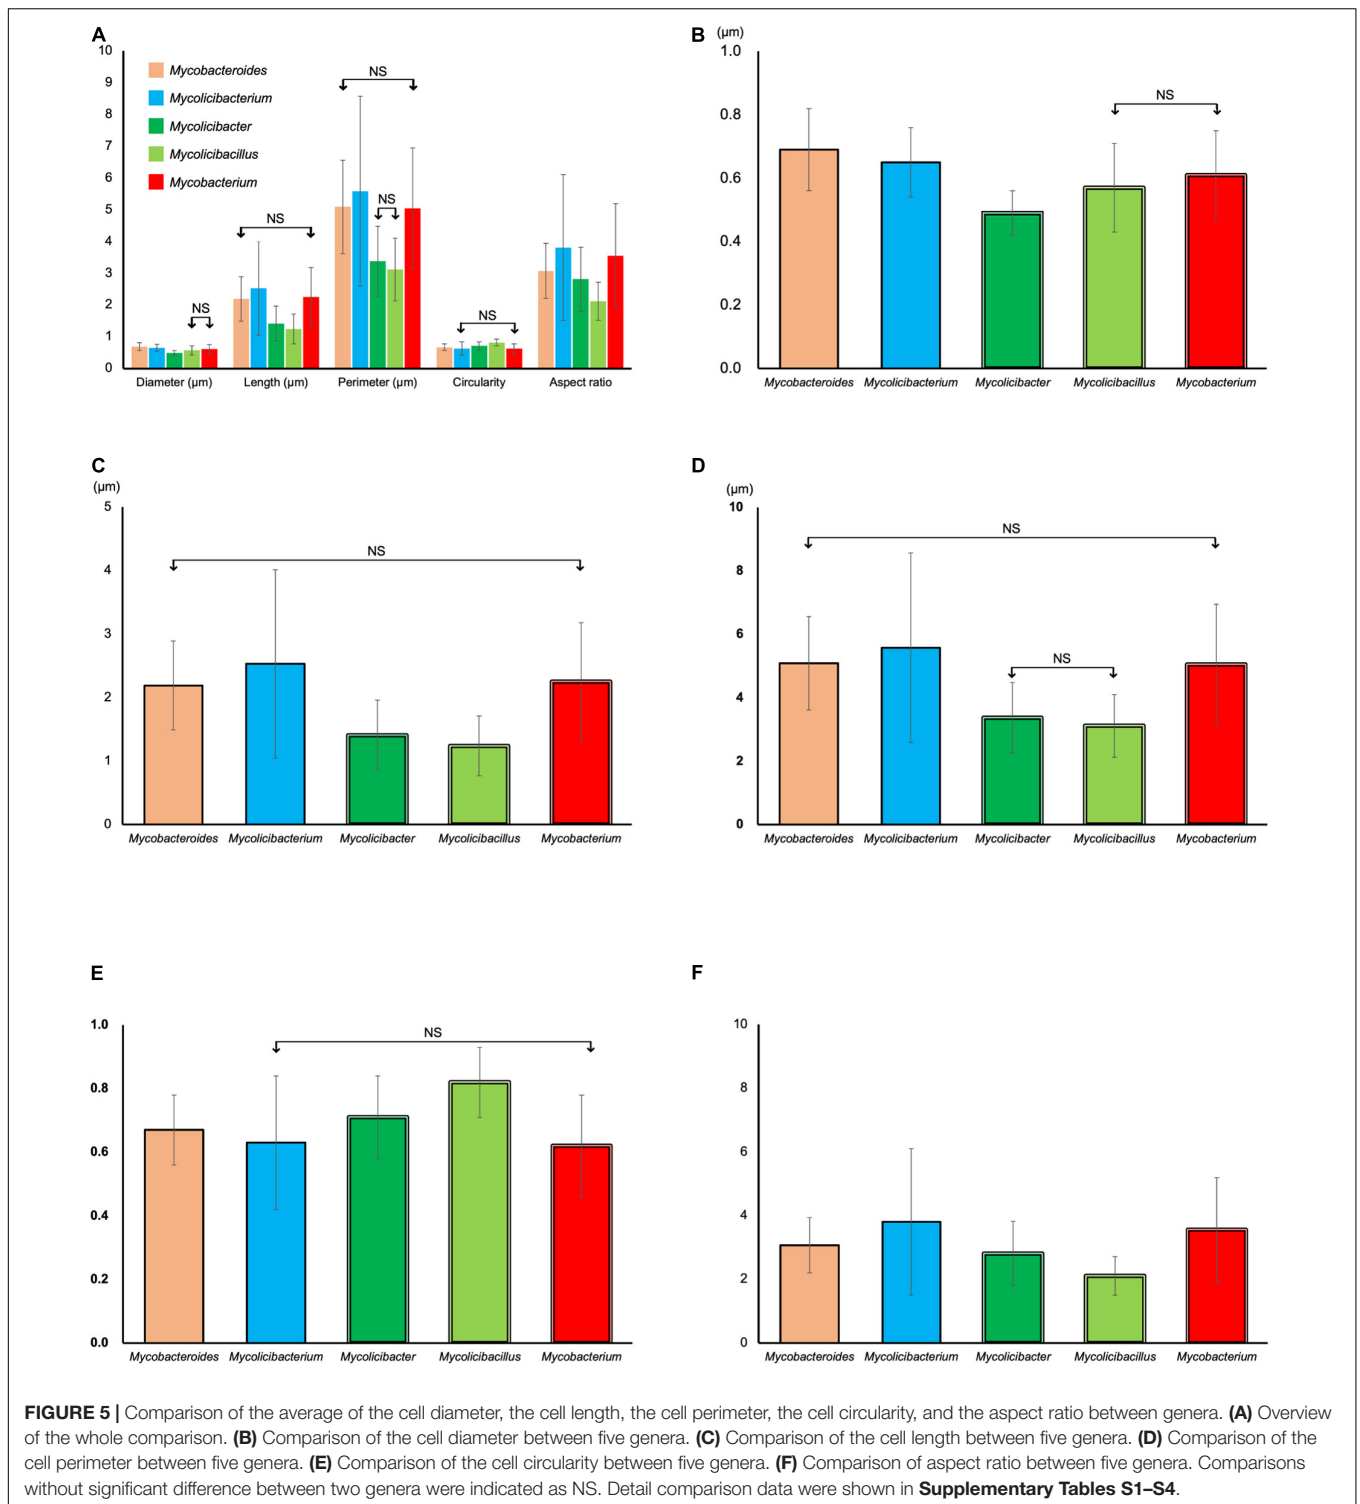 A
10
9
8
7
6
5
4
3
2
1
0
Mycobacteroides
Mycolicibacterium
Mycolicibacter
Mycolicibacillus
Mycobacterium
NS
NS
NS
NS
NS
Diameter (µm)
Length (µm)
Perimeter (µm)
Circularity
Aspect ratio
B
(µm)
1.0
0.8
0.6
0.4
0.2
0.0
NS
Mycobacteroides
Mycolicibacterium
Mycolicibacter
Mycolicibacillus
Mycobacterium
C
(µm)
5
4
3
2
1
0
NS
Mycobacteroides
Mycolicibacterium
Mycolicibacter
Mycolicibacillus
Mycobacterium
D
(µm)
10
8
6
4
2
0
NS
NS
Mycobacteroides
Mycolicibacterium
Mycolicibacter
Mycolicibacillus
Mycobacterium
E
1.0
0.8
0.6
0.4
0.2
0.0
NS
Mycobacteroides
Mycolicibacterium
Mycolicibacter
Mycolicibacillus
Mycobacterium
F
10
8
6
4
2
0
Mycobacteroides
Mycolicibacterium
Mycolicibacter
Mycolicibacillus
Mycobacterium
FIGURE 5 | Comparison of the average of the cell diameter, the cell length, the cell perimeter, the cell circularity, and the aspect ratio between genera. (A) Overview
of the whole comparison. (B) Comparison of the cell diameter between five genera. (C) Comparison of the cell length between five genera. (D) Comparison of the
cell perimeter between five genera. (E) Comparison of the cell circularity between five genera. (F) Comparison of aspect ratio between five genera. Comparisons
without significant difference between two genera were indicated as NS. Detail comparison data were shown in Supplementary Tables S1–S4.